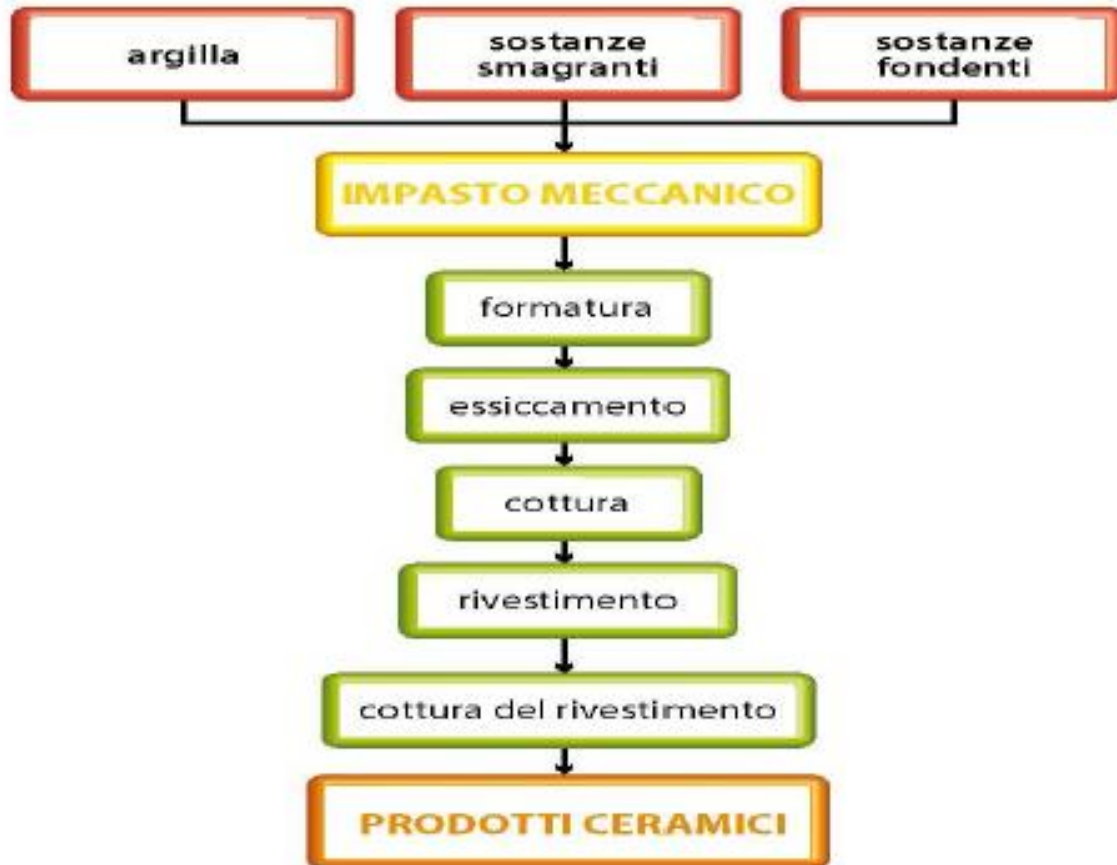 argilla
sostanze
smagranti
sostanze
fondenti
IMPASTO MECCANICO
formatura
essiccamento
cottura
rivestimento
cottura del rivestimento
PRODOTTI CERAMICI